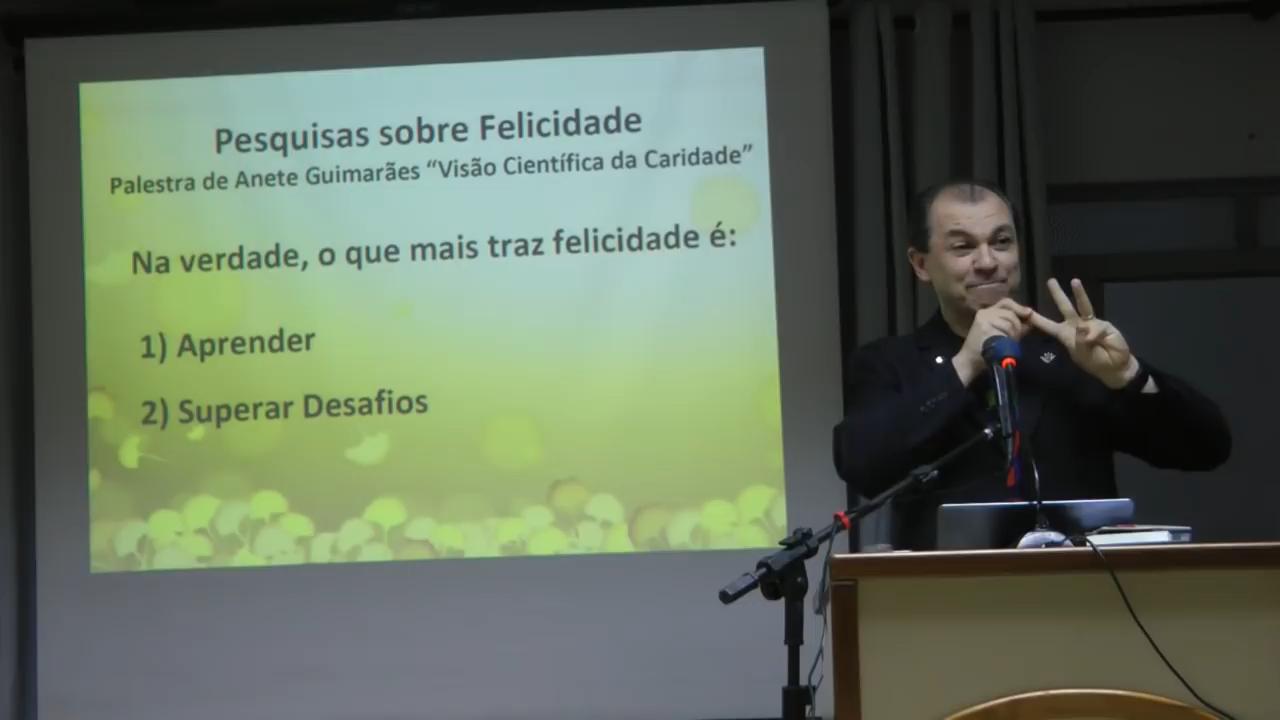 Pesquisas sobre Felicidade
Palestra de Anete Guimarães “Visão Científica da Caridade”
Na verdade, o que mais traz felicidade é:
1) Aprender
2) Superar Desafios